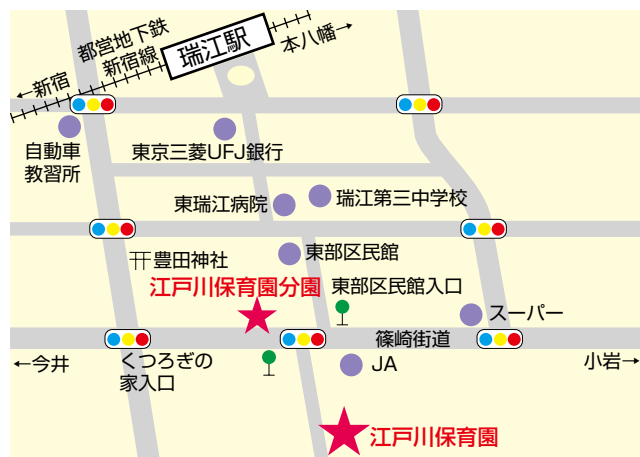 瑞江駅
都営地下鉄
新宿線
本八幡→
←新宿
自動車
教習所
東京三菱UFJ銀行
東瑞江病院
瑞江第三中学校
豊田神社
東部区民館
江戸川保育園分園
東部区民館入口
スーパー
篠崎街道
←今井
くつろぎの
家入口
JA
小岩→
江戸川保育園